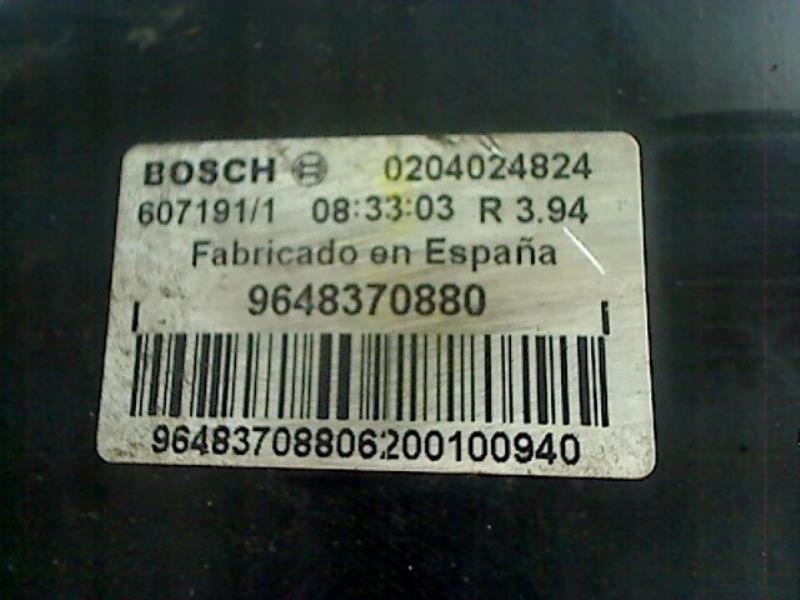 BOSCH 0204024824
607191/1 08:33:03 R 3.94
Fabricado en España
9648370880
96483708806200100940